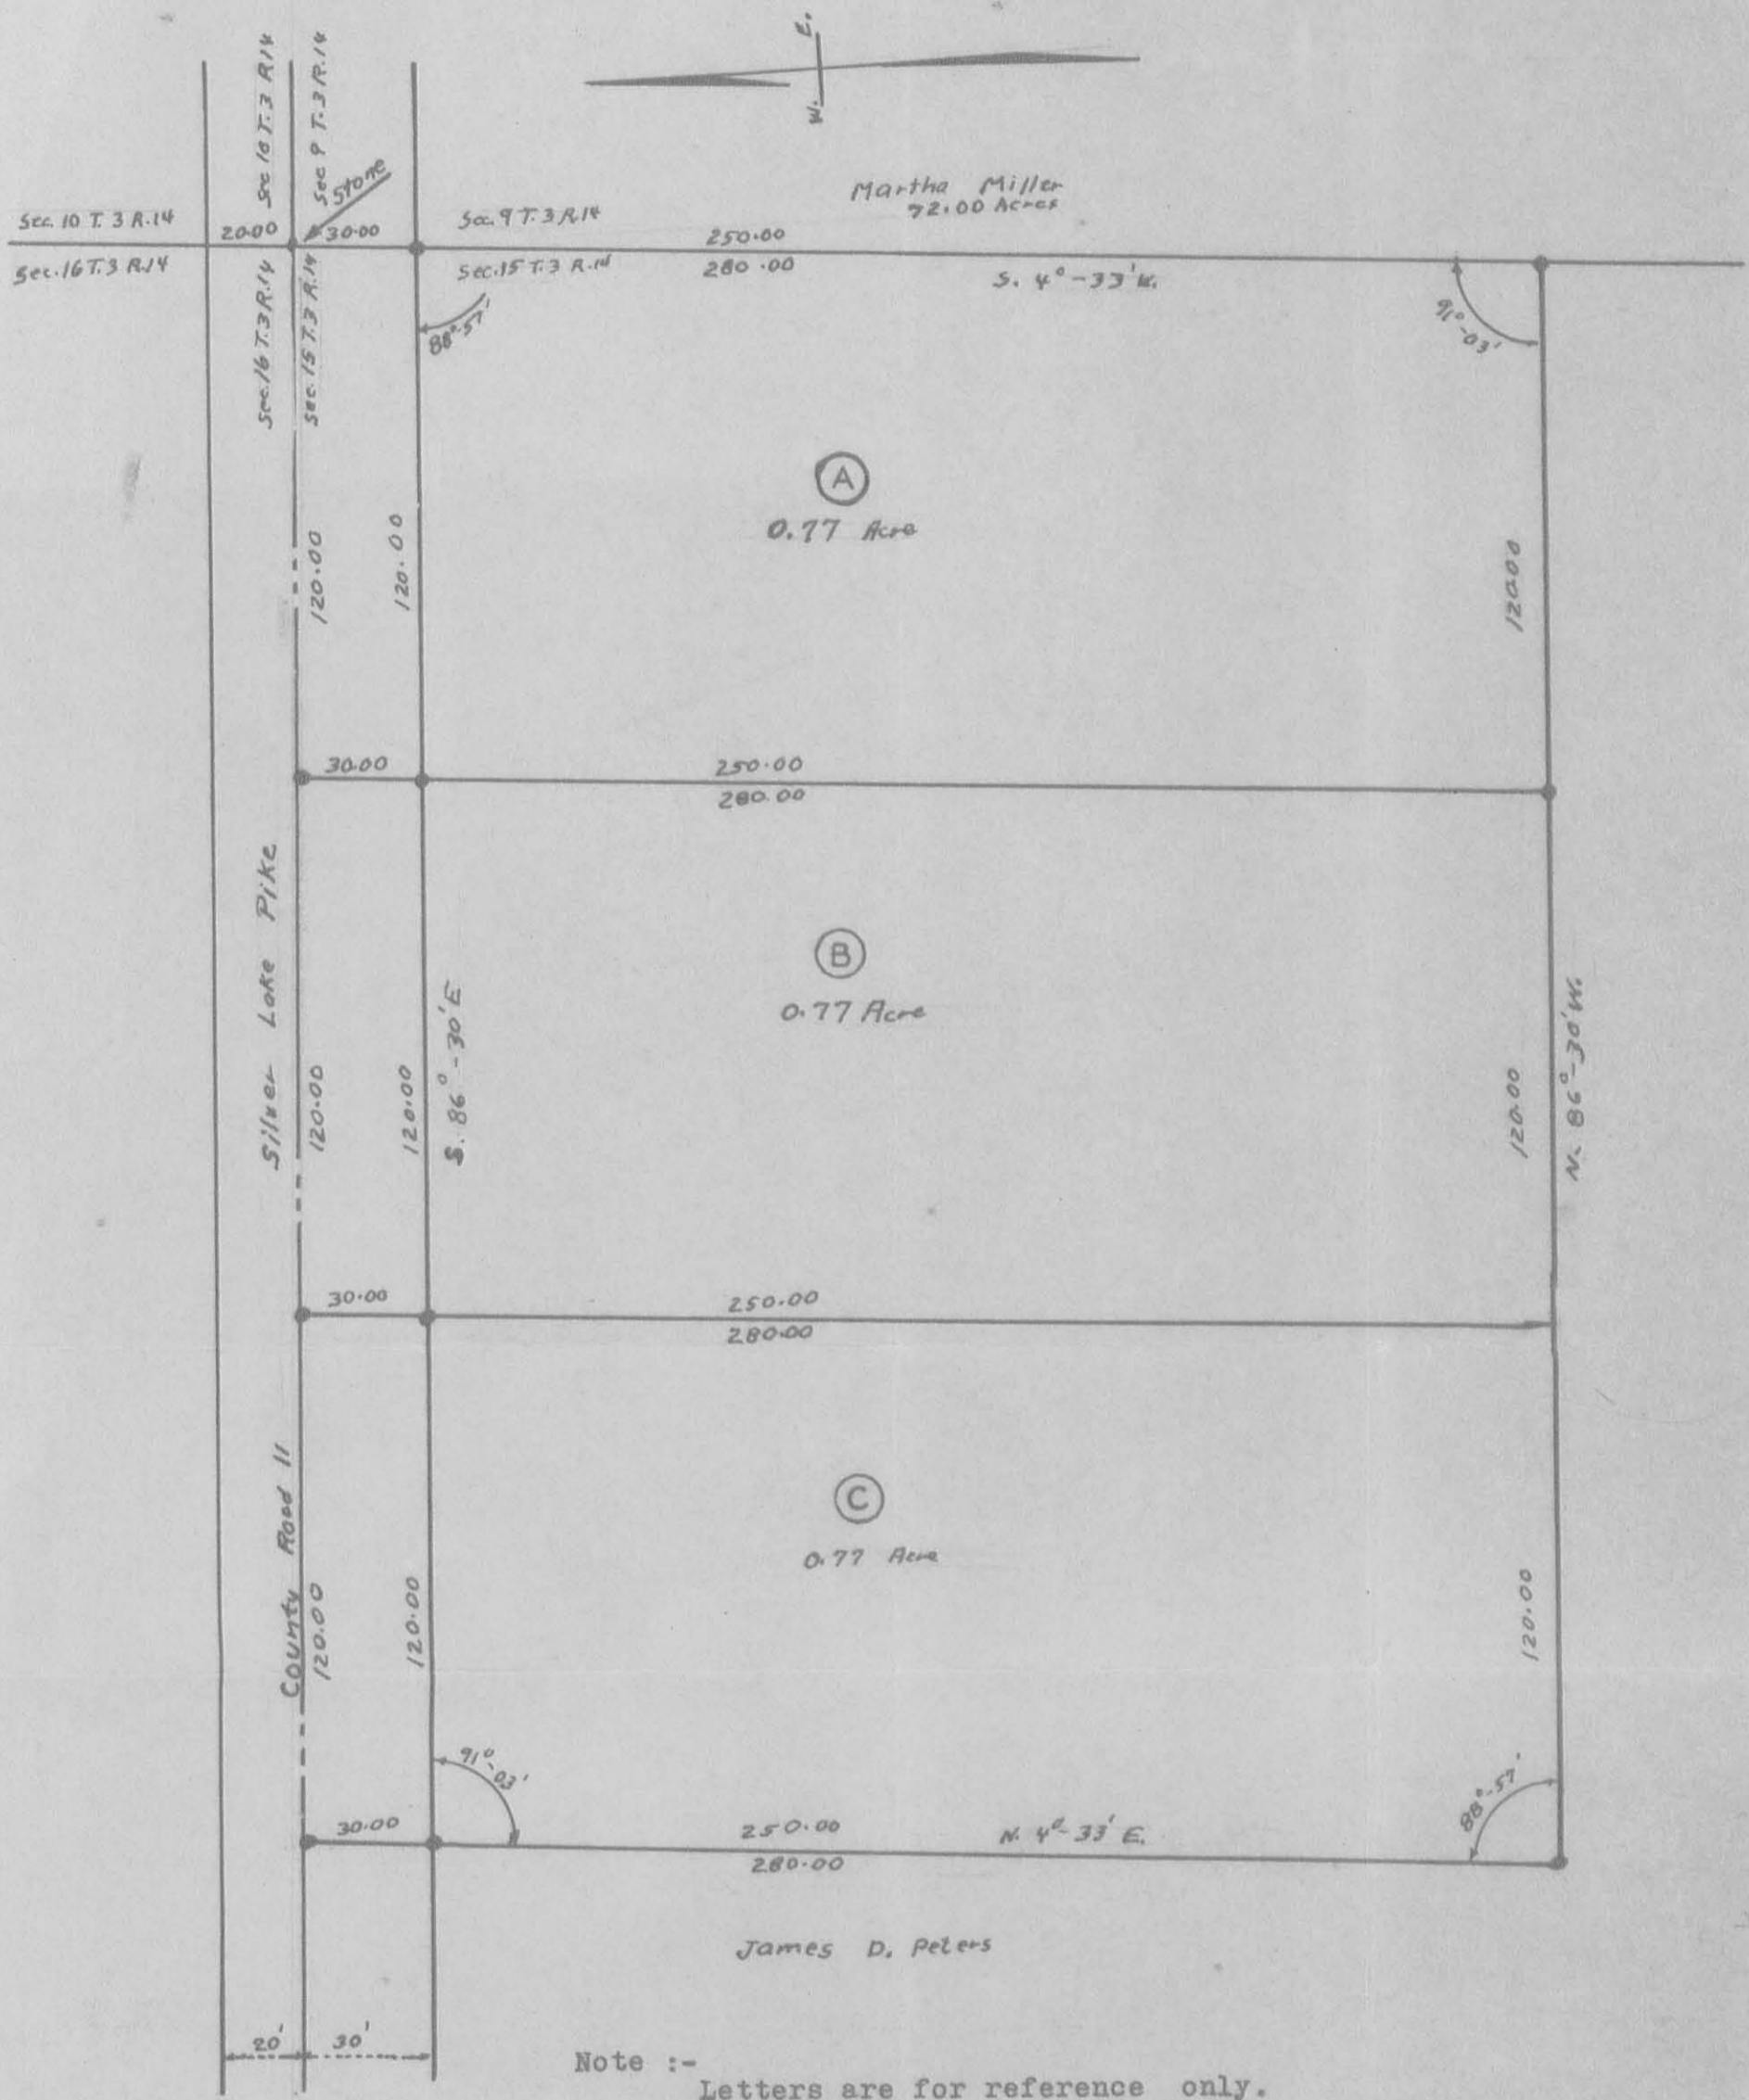 E.
W.
Sec 10 T.3 R14
Sec 9 T.3 R.14
Stone
Martha Miller
72.00 Acres
Sec. 10 T. 3 R.14
20.00
30.00
Sec. 9 T. 3 R.14
250.00
Sec. 16 T. 3 R.14
Sec. 15 T. 3 R.14
280.00
S. 4°-33' W.
Sec. 16 T. 3 R.14
Sec. 15 T. 3 R.14
88°-57'
91°-03'
A
0.77 Acre
120.00
120.00
120.00
30.00
250.00
280.00
Silver Lake Pike
B
0.77 Acre
120.00
120.00
S. 86°-30' E
120.00
N. 86°-30' W.
30.00
250.00
280.00
County Road 11
C
0.77 Acre
120.00
120.00
120.00
91°-03'
88°-57'
30.00
250.00
N. 4°-33' E.
280.00
James D. Peters
20'
30'
Note :-
Letters are for reference only.